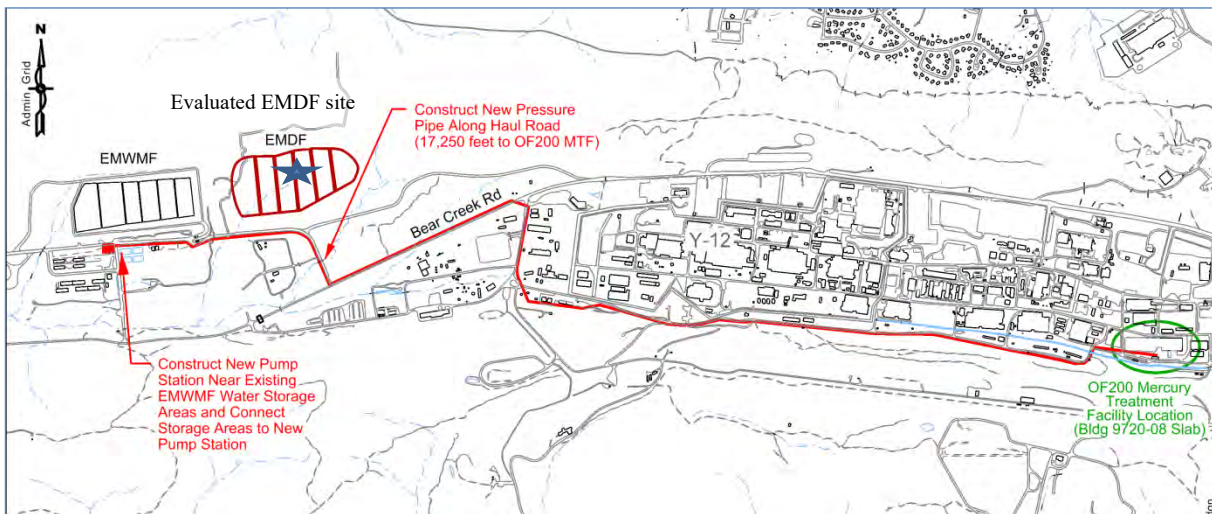 N
Admin Grid
Evaluated EMDF site
EMDF
EMWMF
Construct New Pressure
Pipe Along Haul Road
(17,250 feet to OF200 MTF)
Bear Creek Rd
Y-12
Construct New Pump
Station Near Existing
EMWMF Water Storage
Areas and Connect
Storage Areas to New
Pump Station
OF200 Mercury
Treatment
Facility Location
(Bldg 9720-08 Slab)